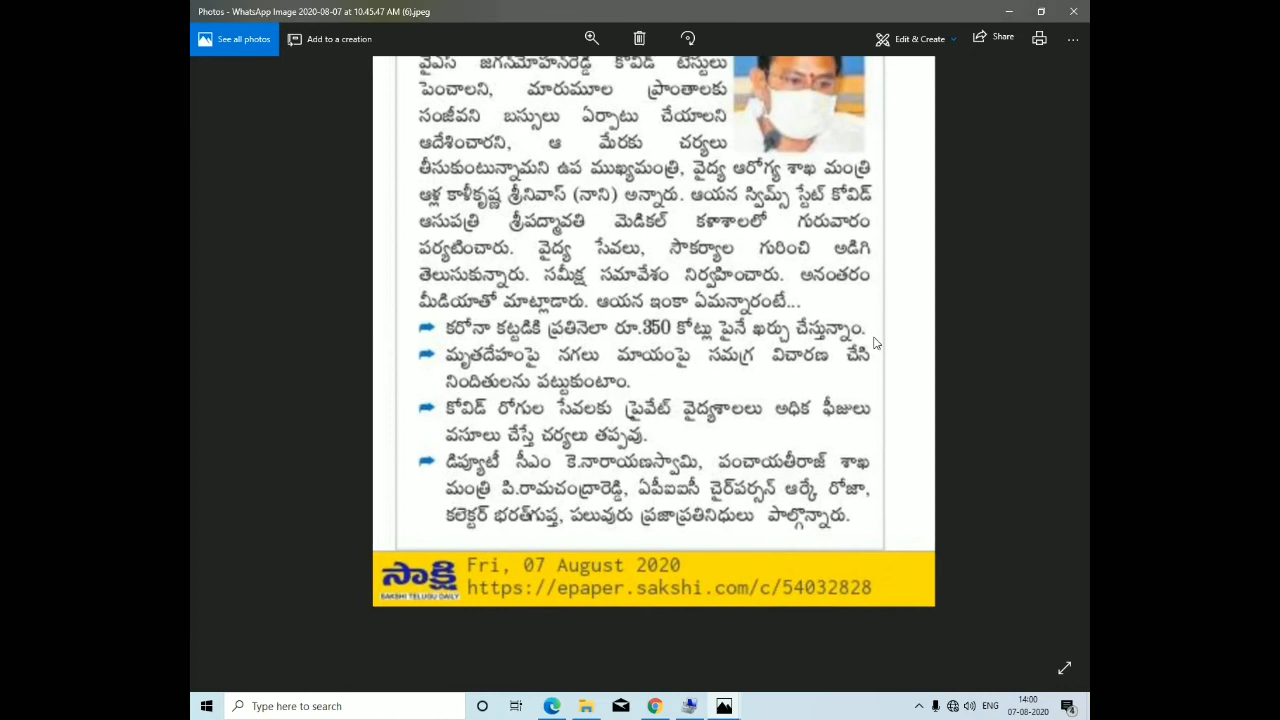 Photos - WhatsApp Image 2020-08-07 at 10.45.47 AM (6).jpeg
See all photos
Add to a creation
Edit & Create
Share
వైఎస్ జగన్‌మోహన్‌రెడ్డి కోవిడ్ టెస్టులు
పెంచాలని, మారుమూల ప్రాంతాలకు
సంజీవని బస్సులు ఏర్పాటు చేయాలని
ఆదేశించారని, ఆ మేరకు చర్యలు
తీసుకుంటున్నామని ఉప ముఖ్యమంత్రి, వైద్య ఆరోగ్య శాఖ మంత్రి
ఆళ్ల కాళీకృష్ణ శ్రీనివాస్ (నాని) అన్నారు. ఆయన స్విమ్స్ స్టేట్ కోవిడ్
ఆసుపత్రి శ్రీపద్మావతి మెడికల్ కళాశాలలో గురువారం
పర్యటించారు. వైద్య సేవలు, సౌకర్యాల గురించి అడిగి
తెలుసుకున్నారు. సమీక్ష సమావేశం నిర్వహించారు. అనంతరం
మీడియాతో మాట్లాడారు. ఆయన ఇంకా ఏమన్నారంటే...
కరోనా కట్టడికి ప్రతినెలా రూ.350 కోట్లు పైనే ఖర్చు చేస్తున్నాం.
మృతదేహంపై నగలు మాయంపై సమగ్ర విచారణ చేసి
నిందితులను పట్టుకుంటాం.
కోవిడ్ రోగుల సేవలకు ప్రైవేట్ వైద్యశాలలు అధిక ఫీజులు
వసూలు చేస్తే చర్యలు తప్పవు.
డిప్యూటీ సీఎం కె.నారాయణస్వామి, పంచాయతీరాజ్ శాఖ
మంత్రి పి.రామచంద్రారెడ్డి, ఏపీఐఐసీ చైర్‌పర్సన్ ఆర్కే రోజా,
కలెక్టర్ భరత్‌గుప్త, పలువురు ప్రజాప్రతినిధులు పాల్గొన్నారు.
సాక్షి
SAKSHI TELUGU DAILY
Fri, 07 August 2020
https://epaper.sakshi.com/c/54032828
Type here to search
ENG
14:00
07-08-2020
4